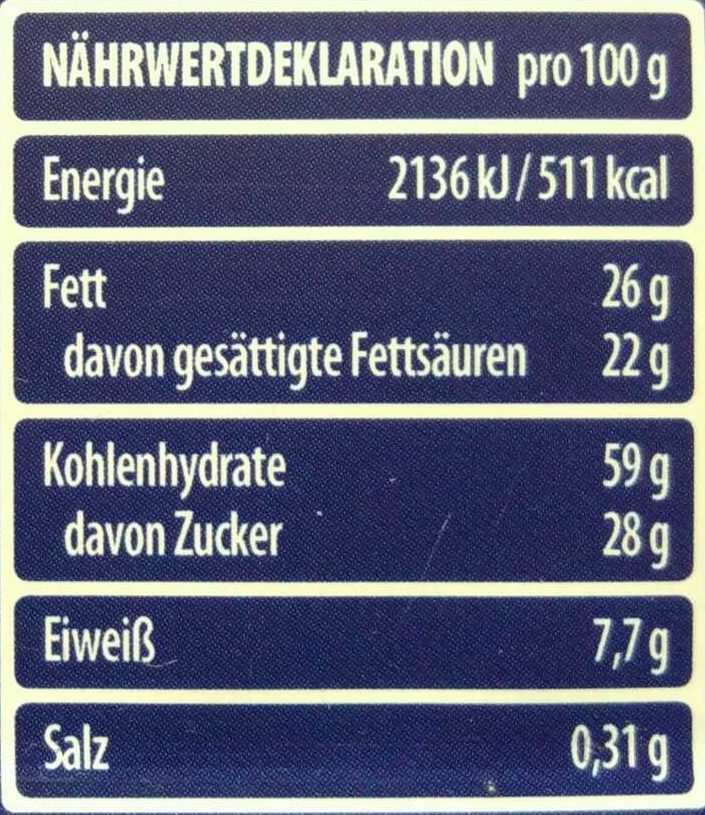 NÄHRWERTDEKLARATION pro 100 g
Energie 2136 kJ/511 kcal
Fett 26 g
davon gesättigte Fettsäuren 22 g
Kohlenhydrate 59 g
davon Zucker 28 g
Eiweiß 7,7 g
Salz 0,31 g